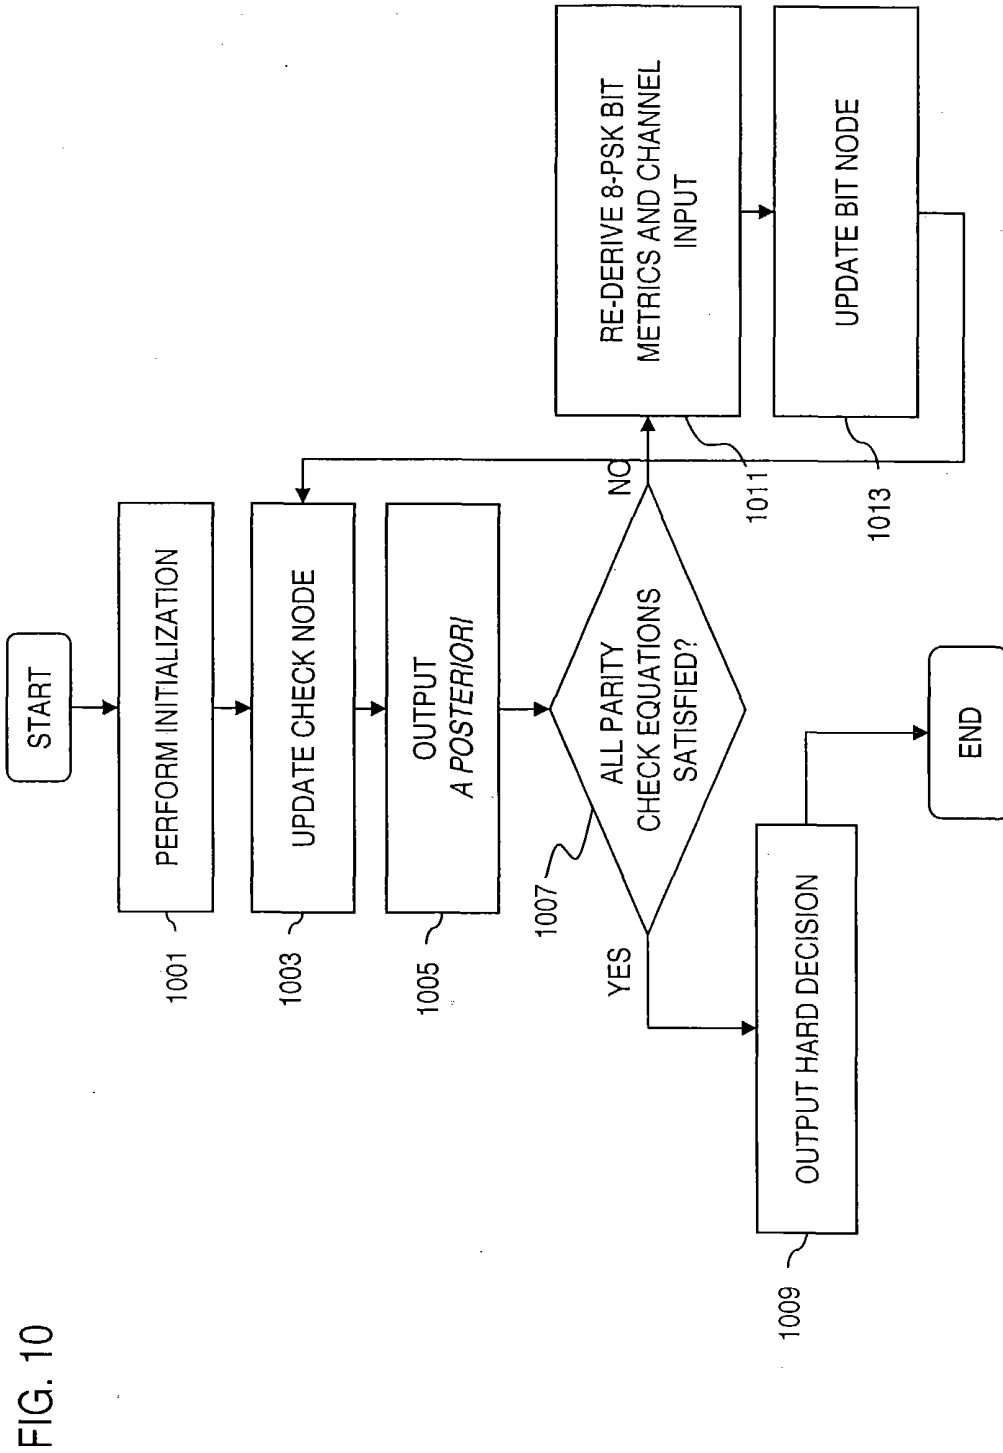 FIG. 10
START
PERFORM INITIALIZATION
1001
UPDATE CHECK NODE
1003
OUTPUT
A POSTERIORI
1005
ALL PARITY
CHECK EQUATIONS
SATISFIED?
1007
YES
NO
OUTPUT HARD DECISION
1009
END
RE-DERIVE 8-PSK BIT
METRICS AND CHANNEL
INPUT
1011
UPDATE BIT NODE
1013